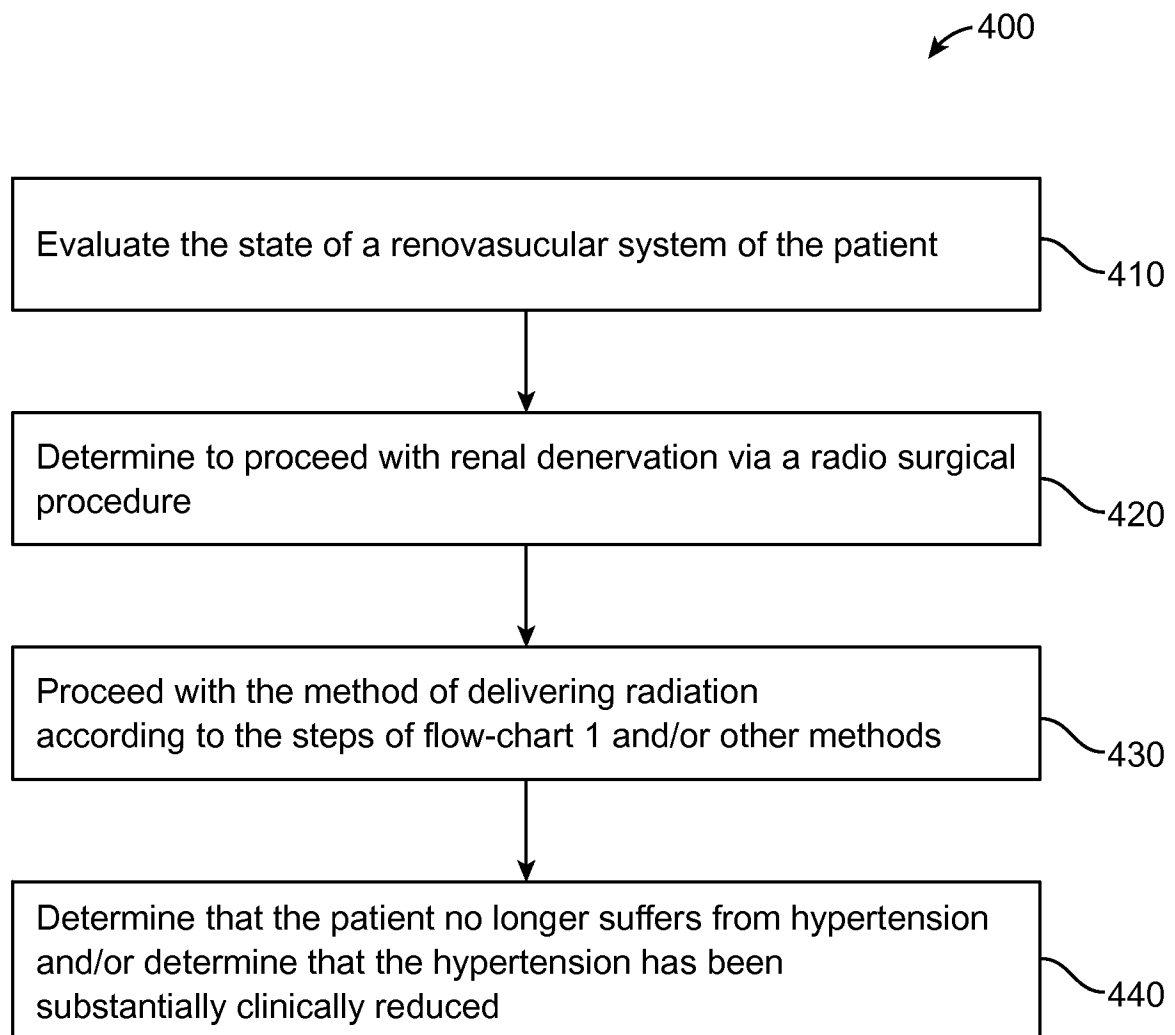 400
Evaluate the state of a renovasucular system of the patient
410
Determine to proceed with renal denervation via a radio surgical
procedure
420
Proceed with the method of delivering radiation
according to the steps of flow-chart 1 and/or other methods
430
Determine that the patient no longer suffers from hypertension
and/or determine that the hypertension has been
substantially clinically reduced
440